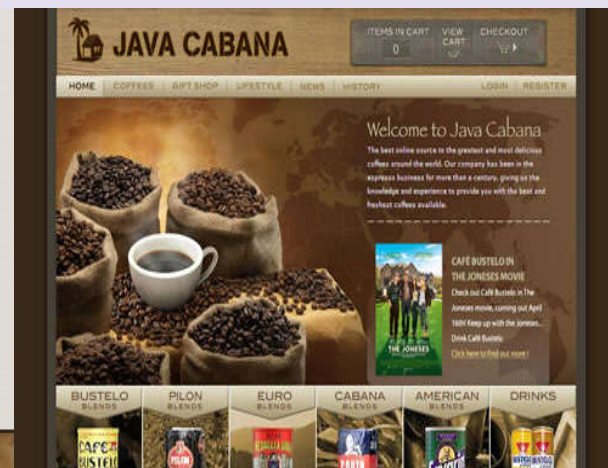 JAVA CABANA
ITEMS IN CART
0
VIEW
CART
CHECKOUT
HOME
COFFEES
GIFT SHOP
LIFESTYLE
NEWS
HISTORY
LOGIN
REGISTER
Welcome to Java Cabana
The best online source to the greatest and most delicious
coffees around the world. Our company has been in the
espresso business for more than a century, giving us the
knowledge and experience to provide you with the best and
freshest coffees available.
CAFÉ BUSTELO IN
THE JONESES MOVIE
Check out Café Bustelo in The
Joneses movie, coming out April
Keep up with the Joneses...
Drink Café Bustelo
Click here to find out more!
THE JONESES
BUSTELO
BLENDS
PILON
BLENDS
EURO
BLENDS
CABANA
BLENDS
AMERICAN
BLENDS
DRINKS
CAFÉ
BUSTELO
PILON